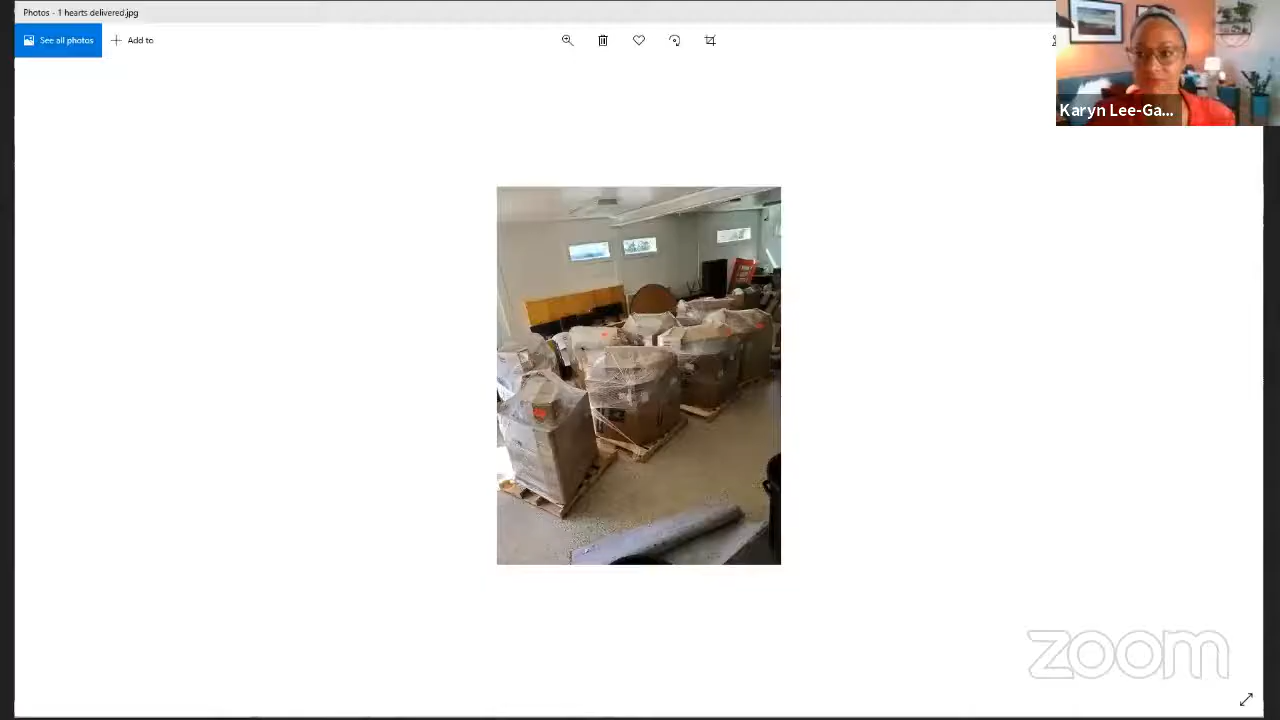 Photos - 1 hearts delivered.jpg
See all photos
Add to
Karyn Lee-Ga...
zoom